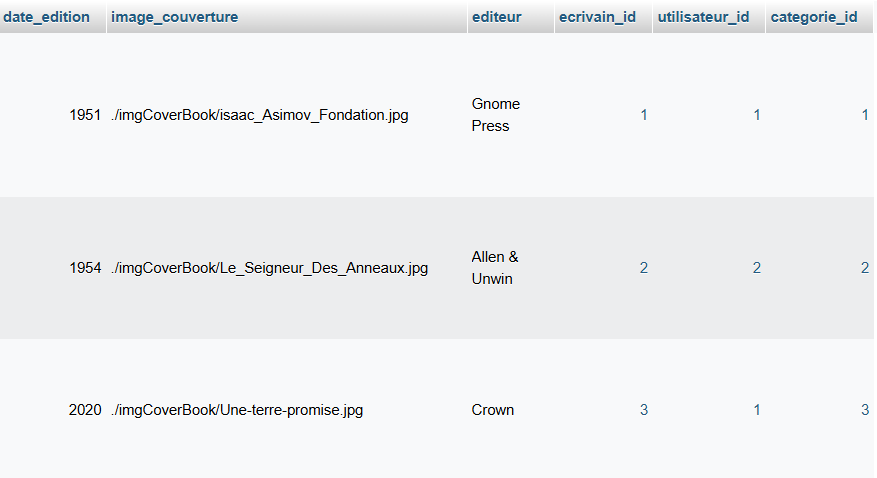 date_edition image_couverture editeur ecrivain_id utilisateur_id categorie_id
1951 ./imgCoverBook/isaac_Asimov_Fondation.jpg Gnome Press 1 1 1
1954 ./imgCoverBook/Le_Seigneur_Des_Anneaux.jpg Allen & Unwin 2 2 2
2020 ./imgCoverBook/Une-terre-promise.jpg Crown 3 1 3